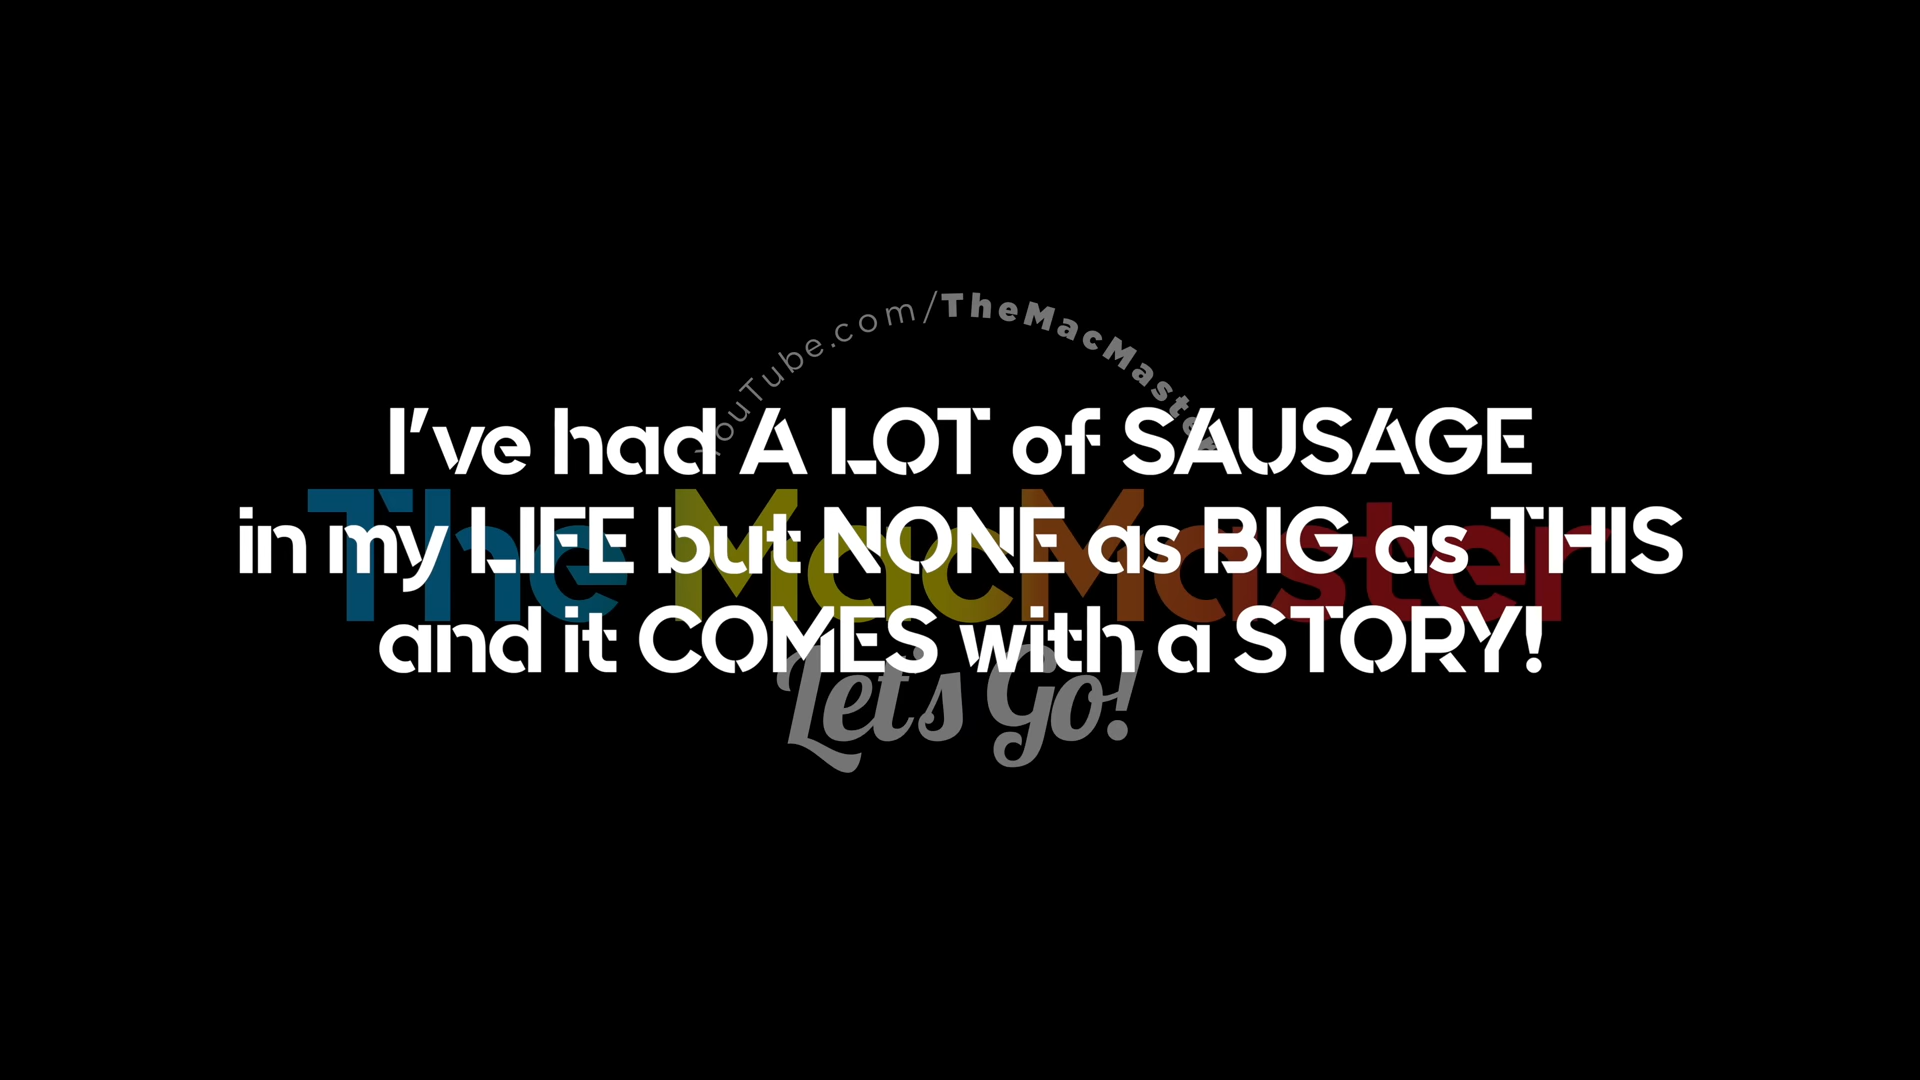 YouTube.com/TheMacMaster
I've had A LOT of SAUSAGE
in my LIFE but NONE as BIG as THIS
and it COMES with a STORY!
The MacMaster
Let's Go!